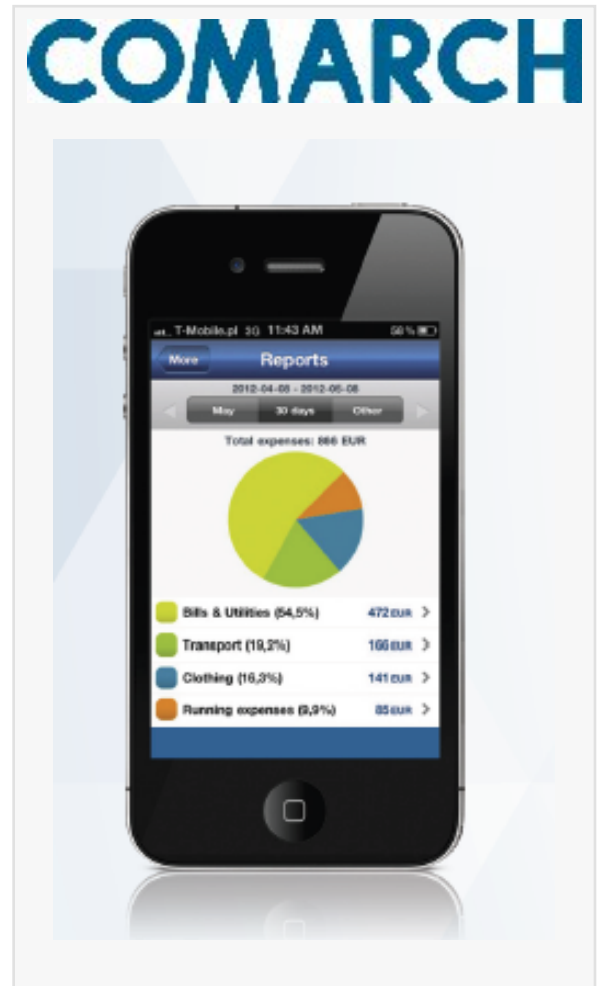 COMARCH
T-Mobile.pl 3G 11:43 AM 58 %
More Reports
2012-04-08 - 2012-05-08
May 30 days Other
Total expenses: 866 EUR
Bills & Utilities (54,5%) 472 EUR
Transport (19,2%) 166 EUR
Clothing (16,3%) 141 EUR
Running expenses (9,9%) 85 EUR